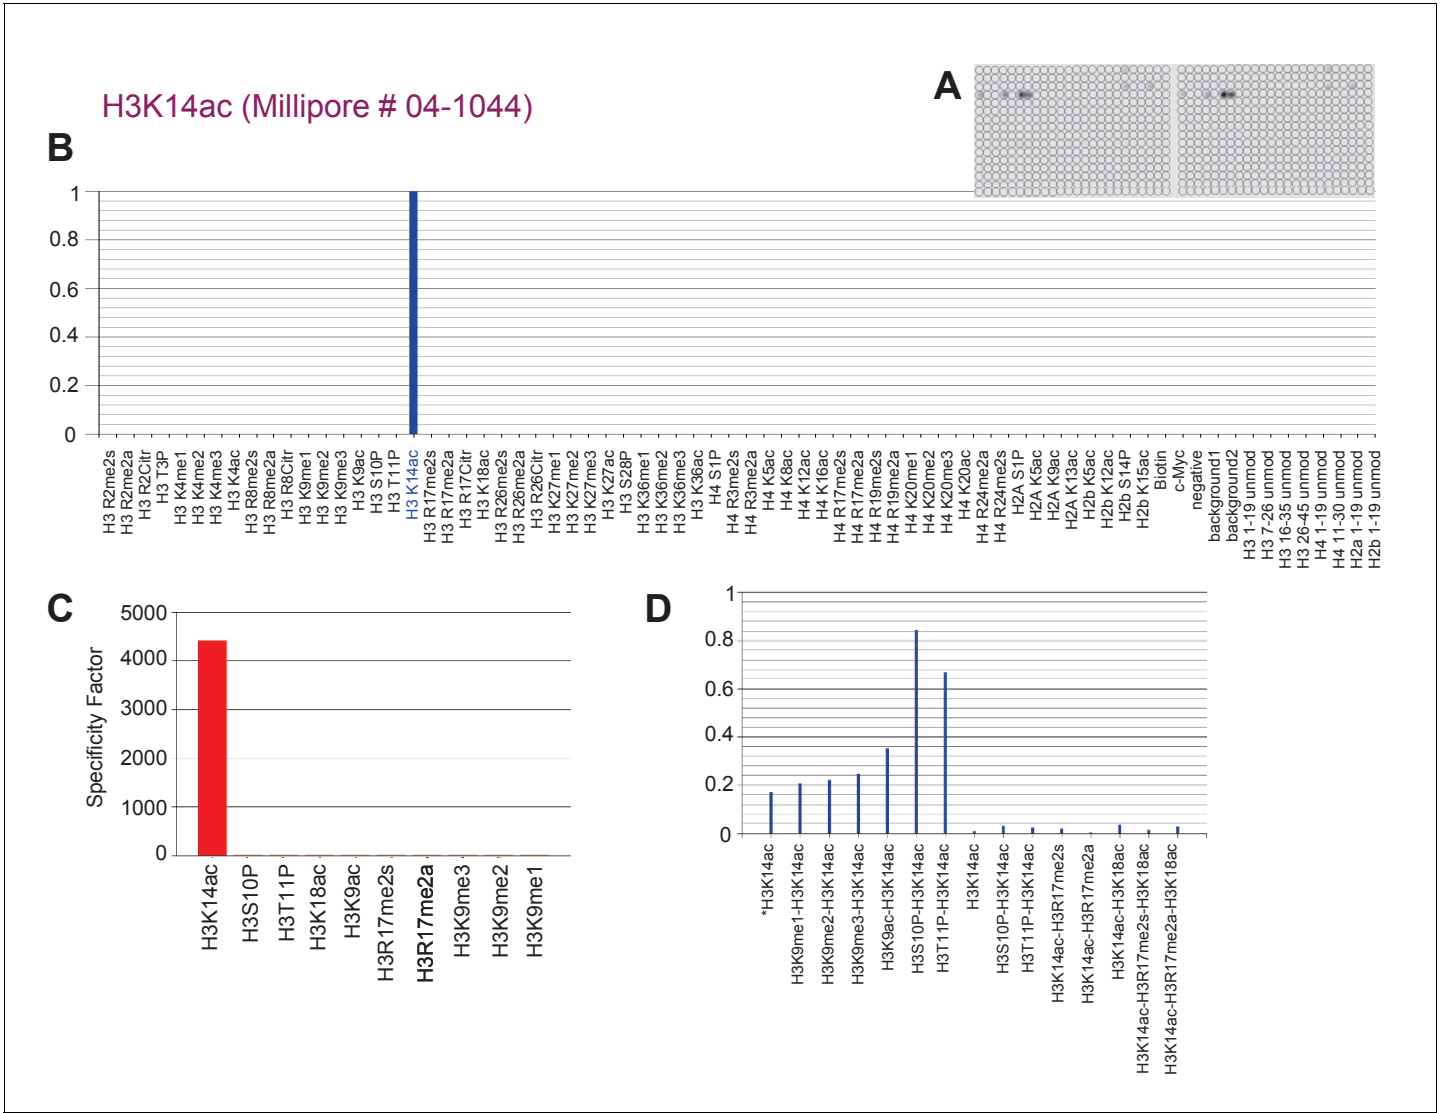 H3K14ac (Millipore # 04-1044)
A
B
1
0.8
0.6
0.4
0.2
0
H3 R2me2s
H3 R2me2a
H3 R2Citr
H3 T3P
H3 K4me1
H3 K4me2
H3 K4me3
H3 K4ac
H3 R8me2s
H3 R8me2a
H3 R8Citr
H3 K9me1
H3 K9me2
H3 K9me3
H3 K9ac
H3 S10P
H3 T11P
H3 K14ac
H3 R17me2s
H3 R17me2a
H3 R17Citr
H3 K18ac
H3 R26me2s
H3 R26me2a
H3 R26Citr
H3 K27me1
H3 K27me2
H3 K27me3
H3 K27ac
H3 S28P
H3 K36me1
H3 K36me2
H3 K36me3
H3 K36ac
H4 S1P
H4 R3me2s
H4 R3me2a
H4 K5ac
H4 K8ac
H4 K12ac
H4 K16ac
H4 R17me2s
H4 R17me2a
H4 R19me2s
H4 R19me2a
H4 K20me1
H4 K20me2
H4 K20me3
H4 K20ac
H4 R24me2a
H4 R24me2s
H2A S1P
H2A K5ac
H2A K9ac
H2A K13ac
H2b K5ac
H2b K12ac
H2b S14P
H2b K15ac
Biotin
c-Myc
negative
background1
background2
H3 1-19 unmod
H3 7-26 unmod
H3 16-35 unmod
H3 26-45 unmod
H4 1-19 unmod
H4 11-30 unmod
H2a 1-19 unmod
H2b 1-19 unmod
C
Specificity Factor
5000
4000
3000
2000
1000
0
H3K14ac
H3S10P
H3T11P
H3K18ac
H3K9ac
H3R17me2s
H3R17me2a
H3K9me3
H3K9me2
H3K9me1
D
1
0.8
0.6
0.4
0.2
0
*H3K14ac
H3K9me1-H3K14ac
H3K9me2-H3K14ac
H3K9me3-H3K14ac
H3K9ac-H3K14ac
H3S10P-H3K14ac
H3T11P-H3K14ac
H3K14ac
H3S10P-H3K14ac
H3T11P-H3K14ac
H3K14ac-H3R17me2s
H3K14ac-H3R17me2a
H3K14ac-H3K18ac
H3K14ac-H3R17me2s-H3K18ac
H3K14ac-H3R17me2a-H3K18ac